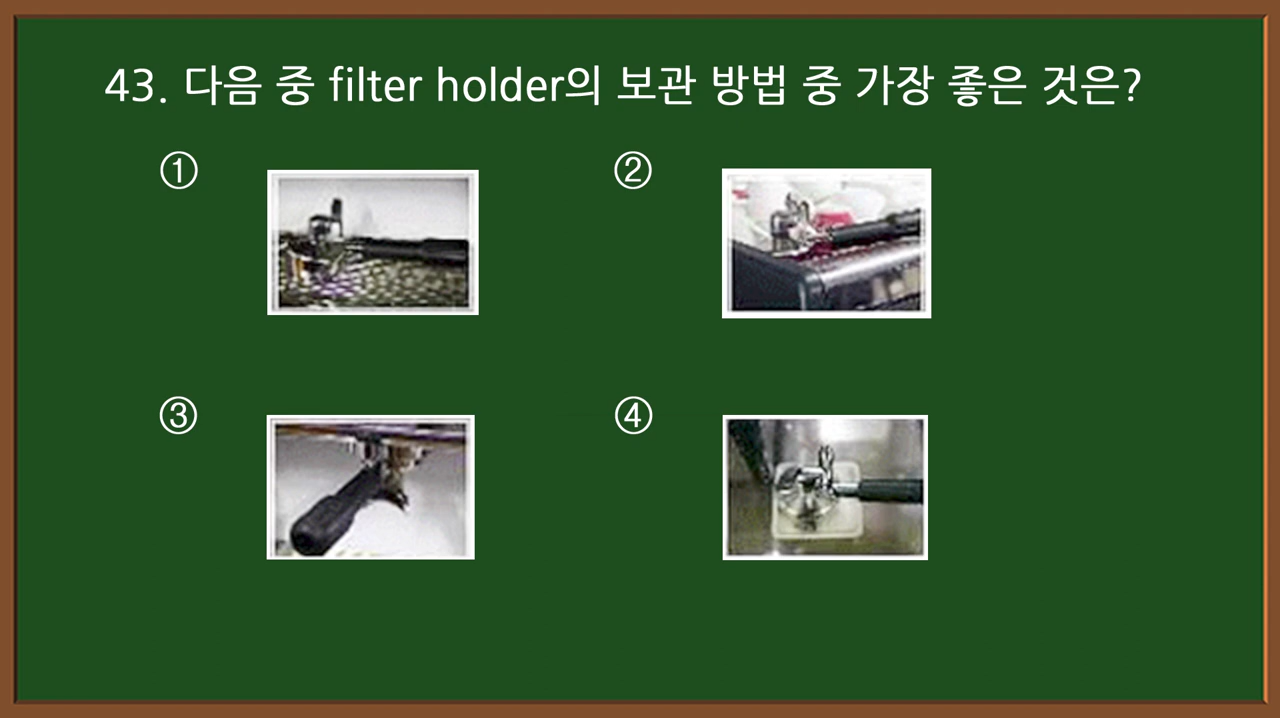 43. 다음 중 filter holder의 보관 방법 중 가장 좋은 것은?
① ②
③ ④